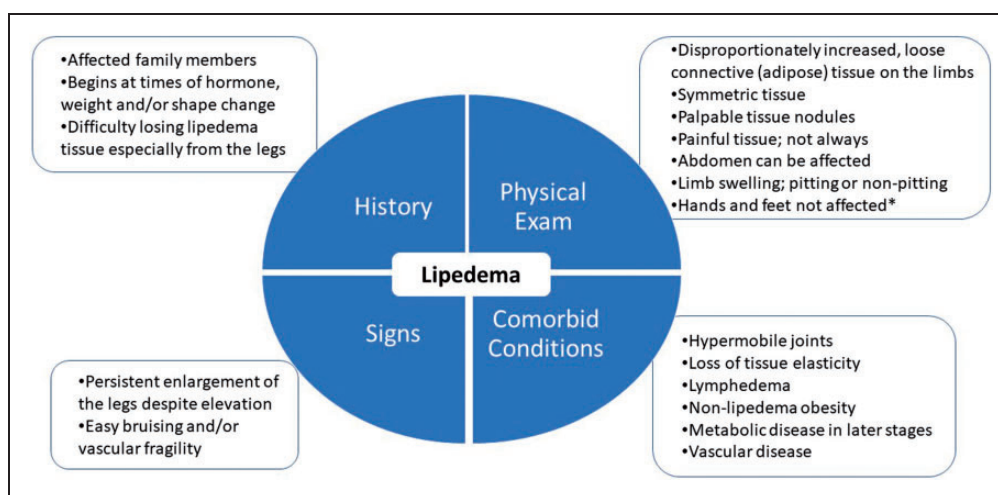 •Affected family members
•Begins at times of hormone,
weight and/or shape change
•Difficulty losing lipedema
tissue especially from the legs
•Disproportionately increased, loose
connective (adipose) tissue on the limbs
•Symmetric tissue
•Palpable tissue nodules
•Painful tissue; not always
•Abdomen can be affected
•Limb swelling; pitting or non-pitting
•Hands and feet not affected*
History
Physical
Exam
Lipedema
Signs
Comorbid
Conditions
•Persistent enlargement of
the legs despite elevation
•Easy bruising and/or
vascular fragility
•Hypermobile joints
•Loss of tissue elasticity
•Lymphedema
•Non-lipedema obesity
•Metabolic disease in later stages
•Vascular disease